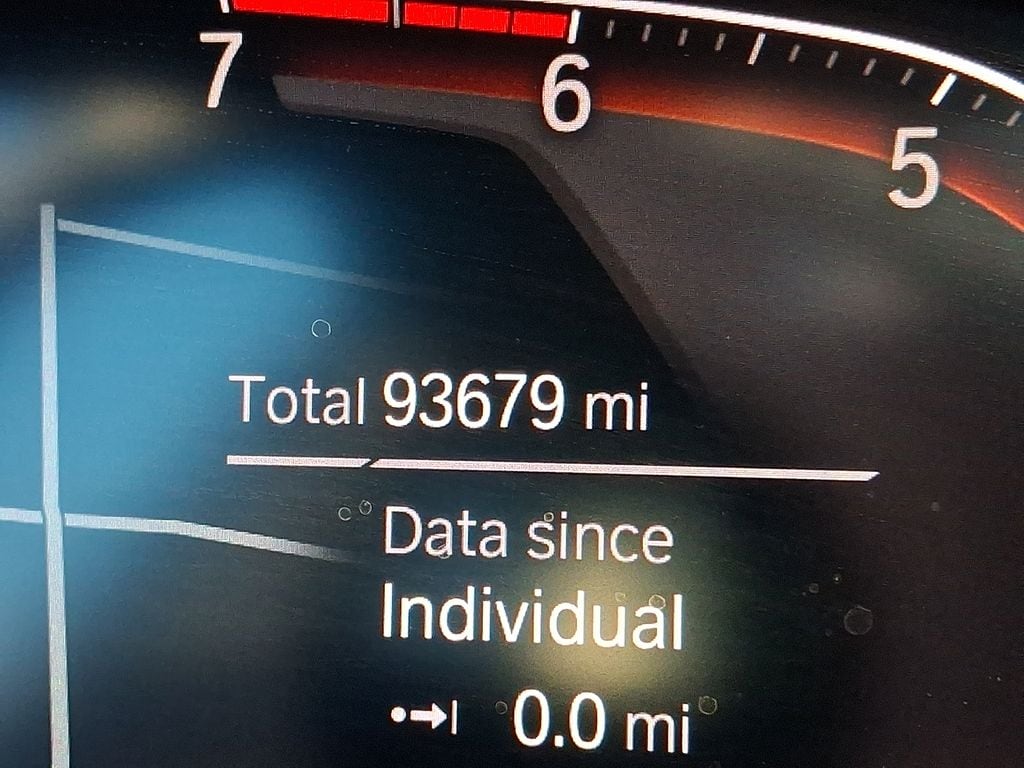 7
6
5
Total 93679 mi
Data since
Individual
0.0 mi